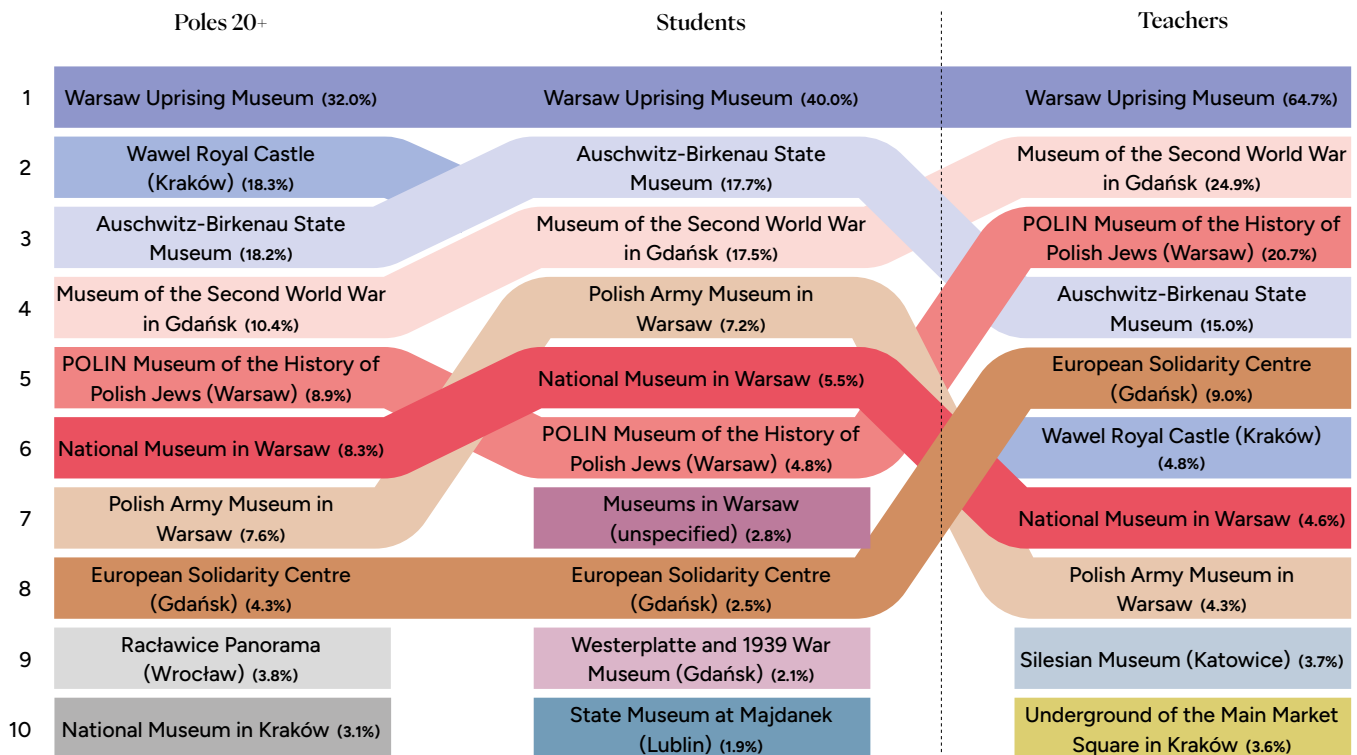 Poles 20+
Students
Teachers
1
Warsaw Uprising Museum (32.0%)
Warsaw Uprising Museum (40.0%)
Warsaw Uprising Museum (64.7%)
2
Wawel Royal Castle
(Kraków) (18.3%)
Auschwitz-Birkenau State
Museum (17.7%)
Museum of the Second World War
in Gdańsk (24.9%)
3
Auschwitz-Birkenau State
Museum (18.2%)
Museum of the Second World War
in Gdańsk (17.5%)
POLIN Museum of the History of
Polish Jews (Warsaw) (20.7%)
4
Museum of the Second World War
in Gdańsk (10.4%)
Polish Army Museum in
Warsaw (7.2%)
Auschwitz-Birkenau State
Museum (15.0%)
5
POLIN Museum of the History of
Polish Jews (Warsaw) (8.9%)
National Museum in Warsaw (5.5%)
European Solidarity Centre
(Gdańsk) (9.0%)
6
National Museum in Warsaw (8.3%)
POLIN Museum of the History of
Polish Jews (Warsaw) (4.8%)
Wawel Royal Castle (Kraków)
(4.8%)
7
Polish Army Museum in
Warsaw (7.6%)
Museums in Warsaw
(unspecified) (2.8%)
National Museum in Warsaw (4.6%)
8
European Solidarity Centre
(Gdańsk) (4.3%)
European Solidarity Centre
(Gdańsk) (2.5%)
Polish Army Museum in
Warsaw (4.3%)
9
Racławice Panorama
(Wrocław) (3.8%)
Westerplatte and 1939 War
Museum (Gdańsk) (2.1%)
Silesian Museum (Katowice) (3.7%)
10
National Museum in Kraków (3.1%)
State Museum at Majdanek
(Lublin) (1.9%)
Underground of the Main Market
Square in Kraków (3.6%)